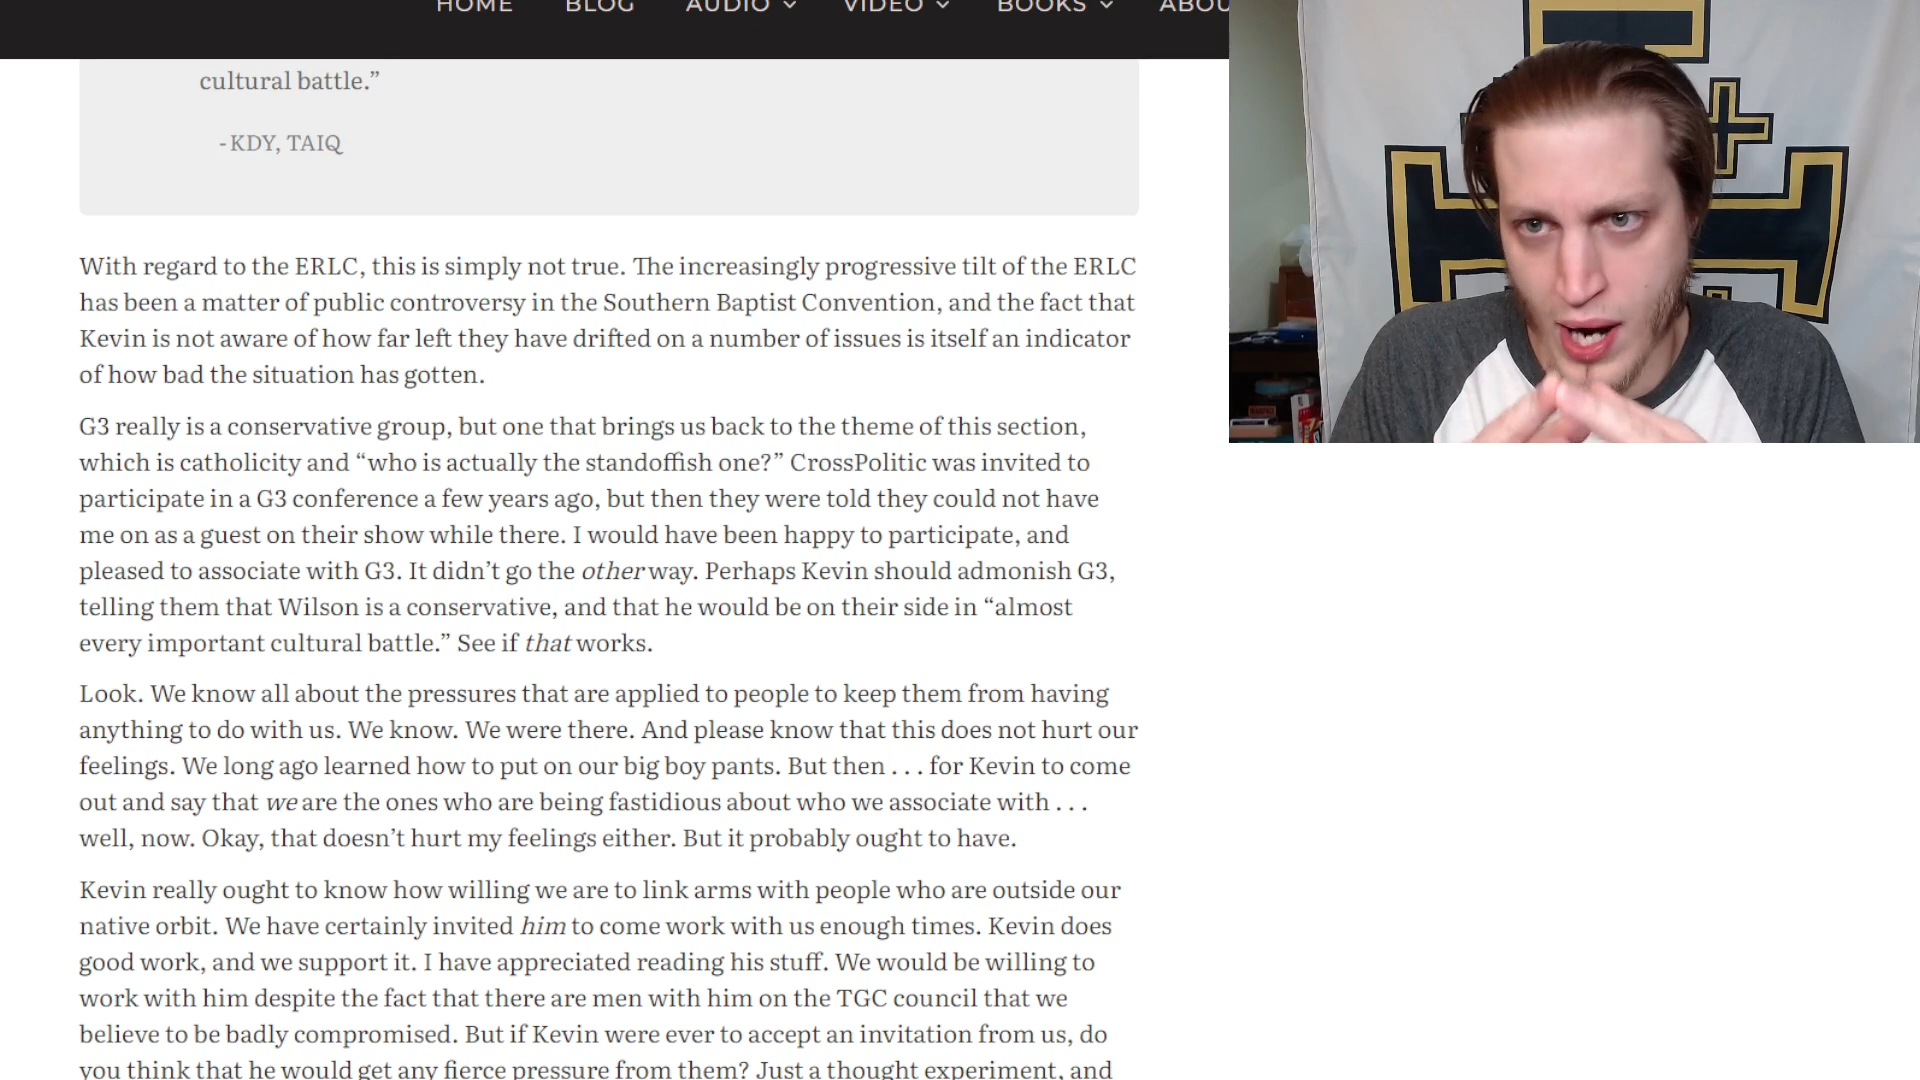 HOME BLOG AUDIO VIDEO BOOKS ABOU
cultural battle.”
-KDY, TAIQ
With regard to the ERLC, this is simply not true. The increasingly progressive tilt of the ERLC
has been a matter of public controversy in the Southern Baptist Convention, and the fact that
Kevin is not aware of how far left they have drifted on a number of issues is itself an indicator
of how bad the situation has gotten.
G3 really is a conservative group, but one that brings us back to the theme of this section,
which is catholicity and “who is actually the standoffish one?” CrossPolitic was invited to
participate in a G3 conference a few years ago, but then they were told they could not have
me on as a guest on their show while there. I would have been happy to participate, and
pleased to associate with G3. It didn’t go the other way. Perhaps Kevin should admonish G3,
telling them that Wilson is a conservative, and that he would be on their side in “almost
every important cultural battle.” See if that works.
Look. We know all about the pressures that are applied to people to keep them from having
anything to do with us. We know. We were there. And please know that this does not hurt our
feelings. We long ago learned how to put on our big boy pants. But then . . . for Kevin to come
out and say that we are the ones who are being fastidious about who we associate with . . .
well, now. Okay, that doesn’t hurt my feelings either. But it probably ought to have.
Kevin really ought to know how willing we are to link arms with people who are outside our
native orbit. We have certainly invited him to come work with us enough times. Kevin does
good work, and we support it. I have appreciated reading his stuff. We would be willing to
work with him despite the fact that there are men with him on the TGC council that we
believe to be badly compromised. But if Kevin were ever to accept an invitation from us, do
you think that he would get any fierce pressure from them? Just a thought experiment, and